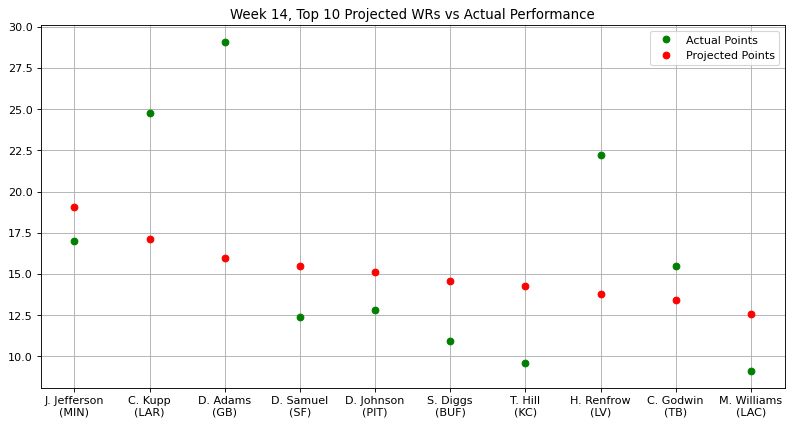 Week 14, Top 10 Projected WRs vs Actual Performance
Actual Points
Projected Points
30.0
27.5
25.0
22.5
20.0
17.5
15.0
12.5
10.0
J. Jefferson C. Kupp D. Adams D. Samuel D. Johnson S. Diggs T. Hill H. Renfrow C. Godwin M. Williams
(MIN) (LAR) (GB) (SF) (PIT) (BUF) (KC) (LV) (TB) (LAC)